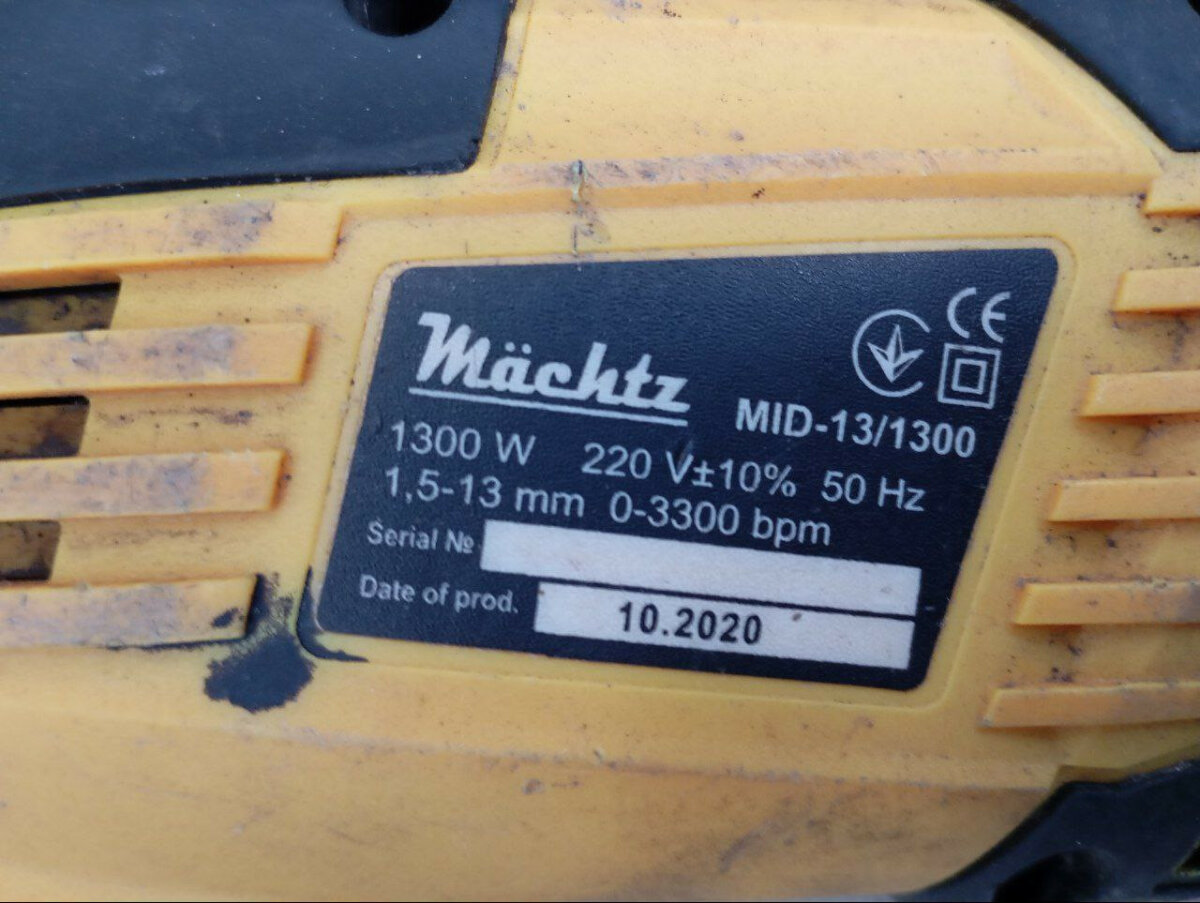 Mächtz
CE
MID-13/1300
1300 W 220 V±10% 50 Hz
1,5-13 mm 0-3300 bpm
Serial №
Date of prod. 10.2020